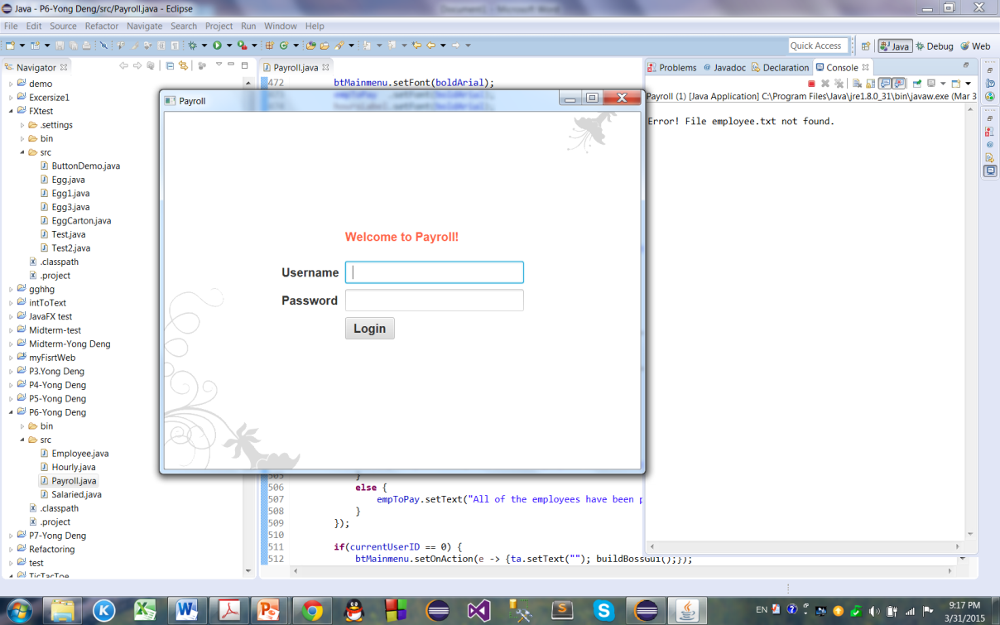 Java - P6-Yong Deng/src/Payroll.java - Eclipse
File Edit Source Refactor Navigate Search Project Run Window Help
Quick Access Java Debug Web
Navigator
demo
Excersize1
FXtest
.settings
bin
src
ButtonDemo.java
Egg.java
Egg1.java
Egg3.java
EggCarton.java
Test.java
Test2.java
.classpath
.project
gghhg
intToText
JavaFX test
Midterm-test
Midterm-Yong Deng
myFisrtWeb
P3.Yong Deng
P4-Yong Deng
P5-Yong Deng
P6-Yong Deng
bin
src
Employee.java
Hourly.java
Payroll.java
Salaried.java
.classpath
.project
P7-Yong Deng
Refactoring
test
TicTacToe
Payroll.java
472 btMainmenu.setFont(boldArial);
Payroll
Welcome to Payroll!
Username
Password
Login
505 }
506 else {
507 empToPay.setText("All of the employees have been
508 }
509 });
510
511 if(currentUserID == 0) {
512 btMainmenu.setOnAction(e -> {ta.setText(""); buildBossGui();});
Problems @ Javadoc Declaration Console
Payroll (1) [Java Application] C:\Program Files\Java\jre1.8.0_31\bin\javaw.exe (Mar 3
Error! File employee.txt not found.
EN
9:17 PM
3/31/2015